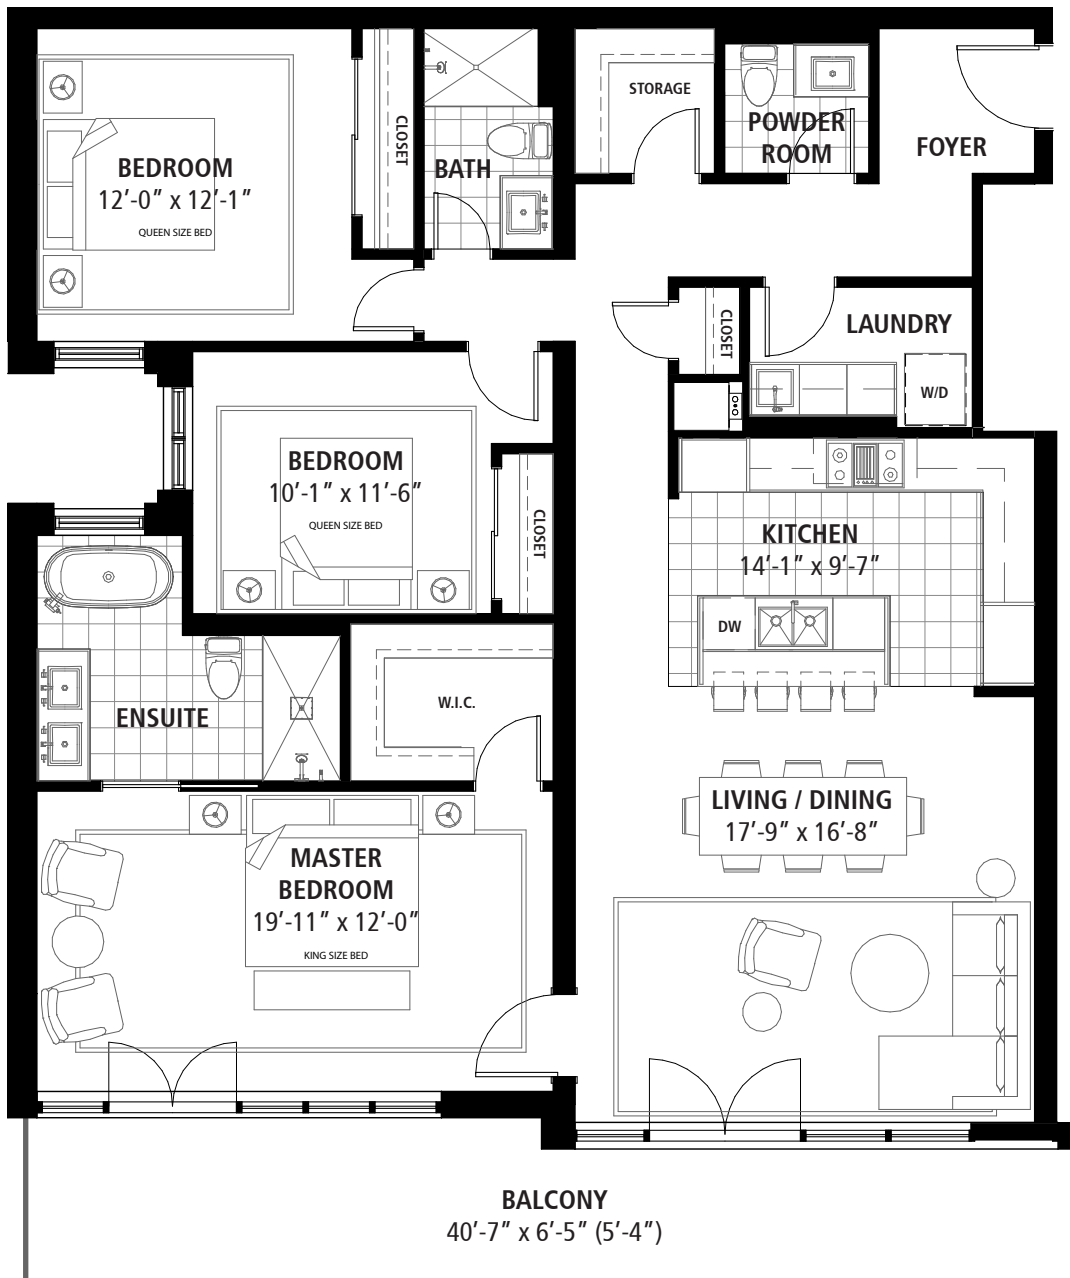 STORAGE
POWDER
ROOM
FOYER
CLOSET
BATH
BEDROOM
12’-0” x 12’-1”
QUEEN SIZE BED
CLOSET
LAUNDRY
W/D
BEDROOM
10’-1” x 11’-6”
QUEEN SIZE BED
CLOSET
KITCHEN
14’-1” x 9’-7”
DW
ENSUITE
W.I.C.
LIVING / DINING
17’-9” x 16’-8”
MASTER
BEDROOM
19’-11” x 12’-0”
KING SIZE BED
BALCONY
40’-7” x 6’-5” (5’-4”)